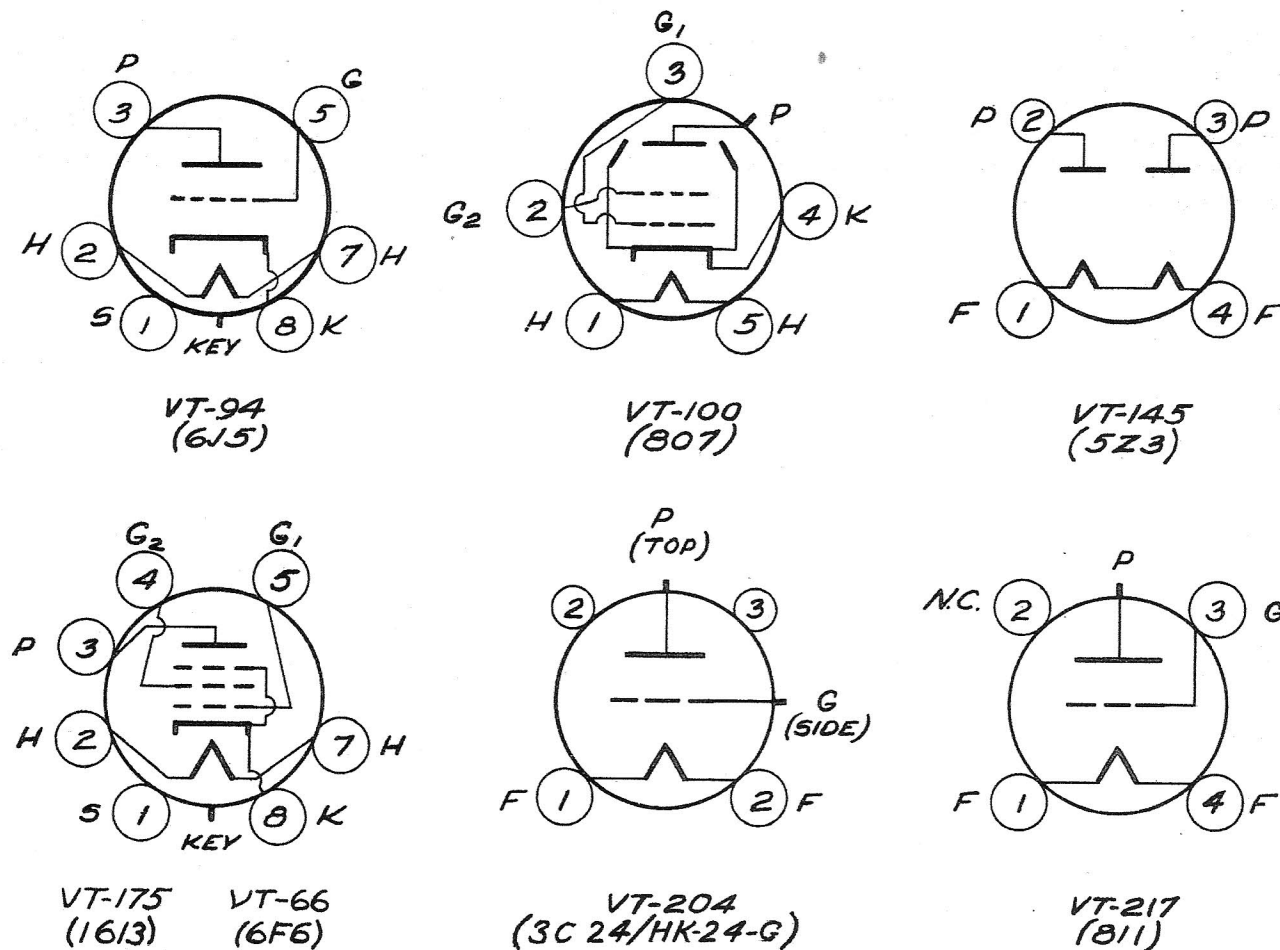 P
3
G
5
H
2
7
H
S
1
8
K
KEY
VT-94
(6J5)
G1
3
P
G2
2
4
K
H
1
5
H
VT-100
(807)
P
2
3
P
F
1
4
F
VT-145
(5Z3)
G2
4
G1
5
P
3
H
2
7
H
S
1
8
K
KEY
VT-175 VT-66
(1613) (6F6)
P
(TOP)
2
3
G
(SIDE)
F
1
2
F
VT-204
(3C 24/HK-24-G)
P
N.C.
2
3
G
F
1
4
F
VT-217
(811)